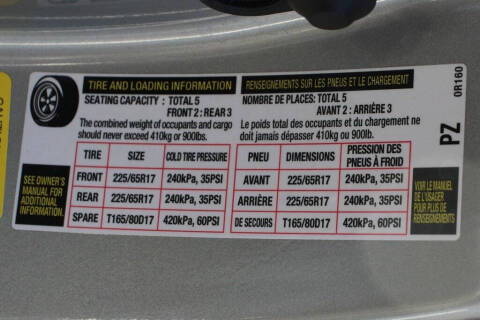 TIRE AND LOADING INFORMATION
SEATING CAPACITY : TOTAL 5
FRONT 2 : REAR 3
The combined weight of occupants and cargo
should never exceed 410kg or 900lb.
TIRE SIZE COLD TIRE PRESSURE
FRONT 225/65R17 240kPa, 35PSI
REAR 225/65R17 240kPa, 35PSI
SPARE T165/80D17 420kPa, 60PSI
SEE OWNER'S
MANUAL FOR
ADDITIONAL
INFORMATION.
RENSEIGNEMENTS SUR LES PNEUS ET LE CHARGEMENT
NOMBRE DE PLACES: TOTAL 5
AVANT 2 : ARRIÈRE 3
Le poids total des occupants et du chargement ne
doit jamais dépasser 410kg ou 900lb.
PNEU DIMENSIONS PRESSION DES
PNEUS À FROID
AVANT 225/65R17 240kPa, 35PSI
ARRIÈRE 225/65R17 240kPa, 35PSI
DE SECOURS T165/80D17 420kPa, 60PSI
VOIR LE MANUEL
DE L'USAGER
POUR PLUS DE
RENSEIGNEMENTS
0R160
PZ